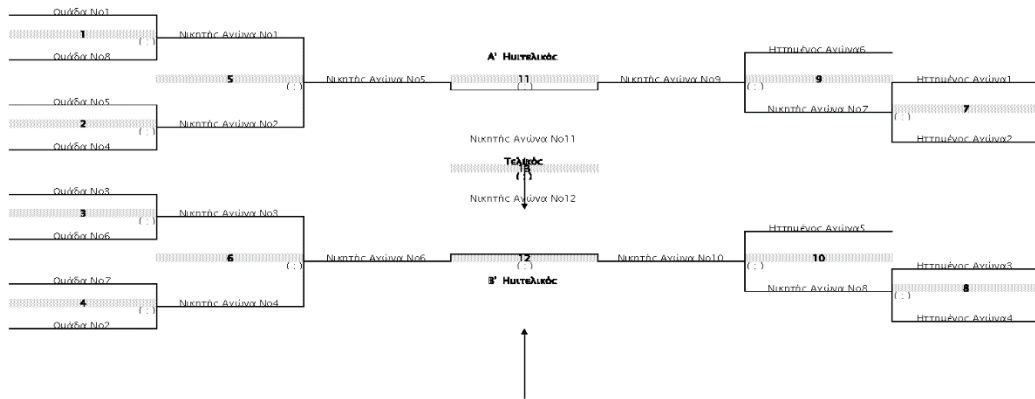 Ομάδα Νο1
1
( : )
Νικητής Αγώνα Νο1
Ομάδα Νο8
5
( : )
Νικητής Αγώνα Νο5
Ομάδα Νο5
2
( : )
Νικητής Αγώνα Νο2
Ομάδα Νο4
Α' Ημιτελικός
11
( : )
Νικητής Αγώνα Νο9
Ηττημένος Αγώνα6
9
( : )
Νικητής Αγώνα Νο7
Ηττημένος Αγώνα1
7
( : )
Ηττημένος Αγώνα2
Νικητής Αγώνα Νο11
Τελικός
13
( : )
Νικητής Αγώνα Νο12
Ομάδα Νο3
3
( : )
Νικητής Αγώνα Νο3
Ομάδα Νο6
6
( : )
Νικητής Αγώνα Νο6
Ομάδα Νο7
4
( : )
Νικητής Αγώνα Νο4
Ομάδα Νο2
12
( : )
Β' Ημιτελικός
Νικητής Αγώνα Νο10
Ηττημένος Αγώνα5
10
( : )
Νικητής Αγώνα Νο8
Ηττημένος Αγώνα3
8
( : )
Ηττημένος Αγώνα4